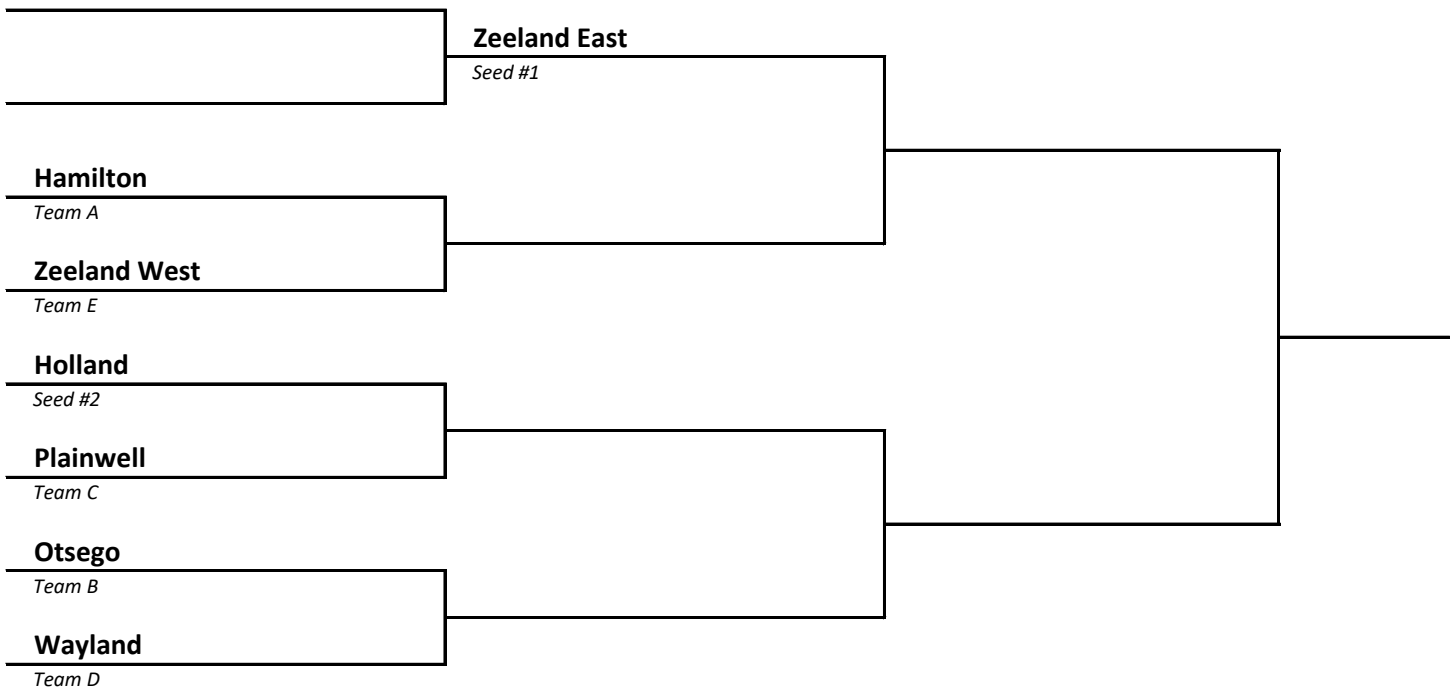 Zeeland East
Seed #1
Hamilton
Team A
Zeeland West
Team E
Holland
Seed #2
Plainwell
Team C
Otsego
Team B
Wayland
Team D